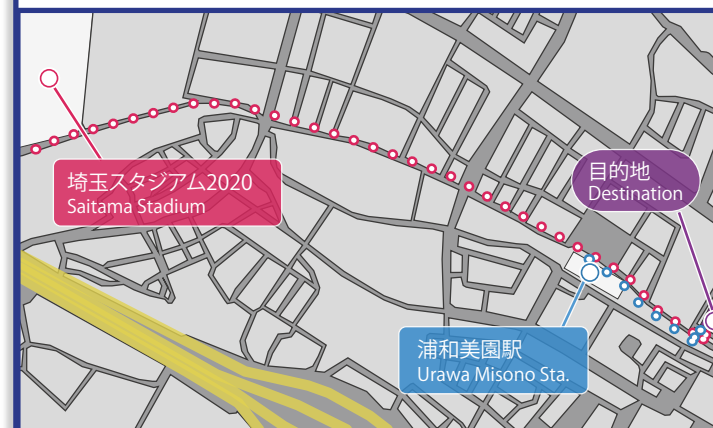 埼玉スタジアム2020
Saitama Stadium
目的地
Destination
浦和美園駅
Urawa Misono Sta.